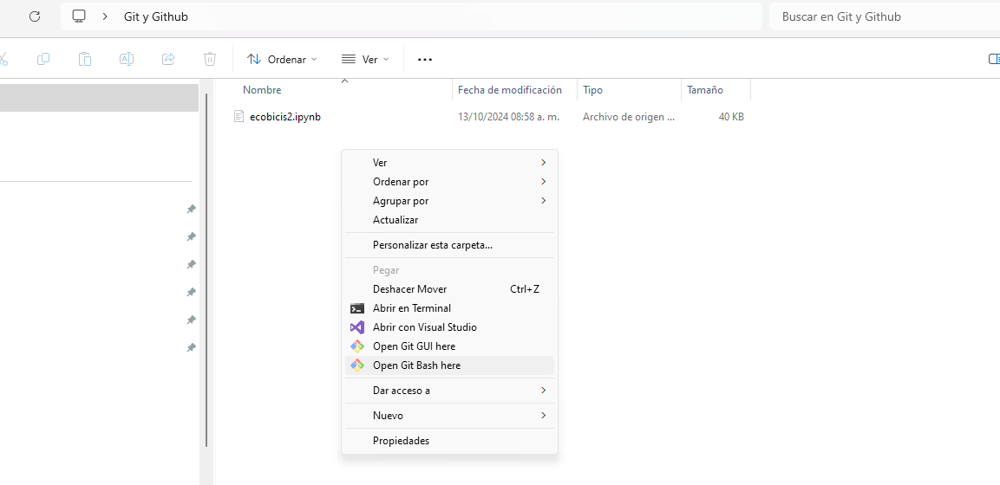 Git y Github
Buscar en Git y Github
Ordenar
Ver
Nombre
Fecha de modificación
Tipo
Tamaño
ecobicis2.ipynb
13/10/2024 08:58 a. m.
Archivo de origen ...
40 KB
Ver
Ordenar por
Agrupar por
Actualizar
Personalizar esta carpeta...
Pegar
Deshacer Mover Ctrl+Z
Abrir en Terminal
Abrir con Visual Studio
Open Git GUI here
Open Git Bash here
Dar acceso a
Nuevo
Propiedades